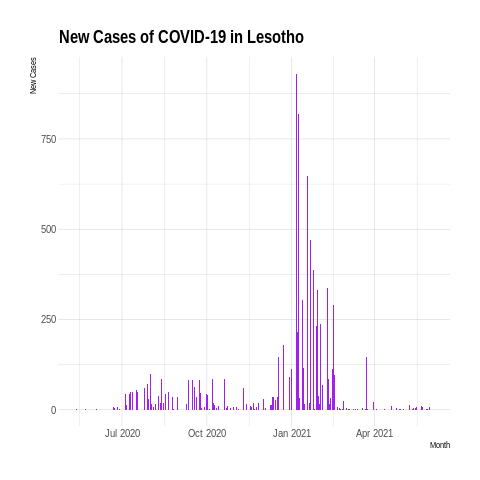 New Cases of COVID-19 in Lesotho
New Cases
750
500
250
0
Jul 2020
Oct 2020
Jan 2021
Apr 2021
Month